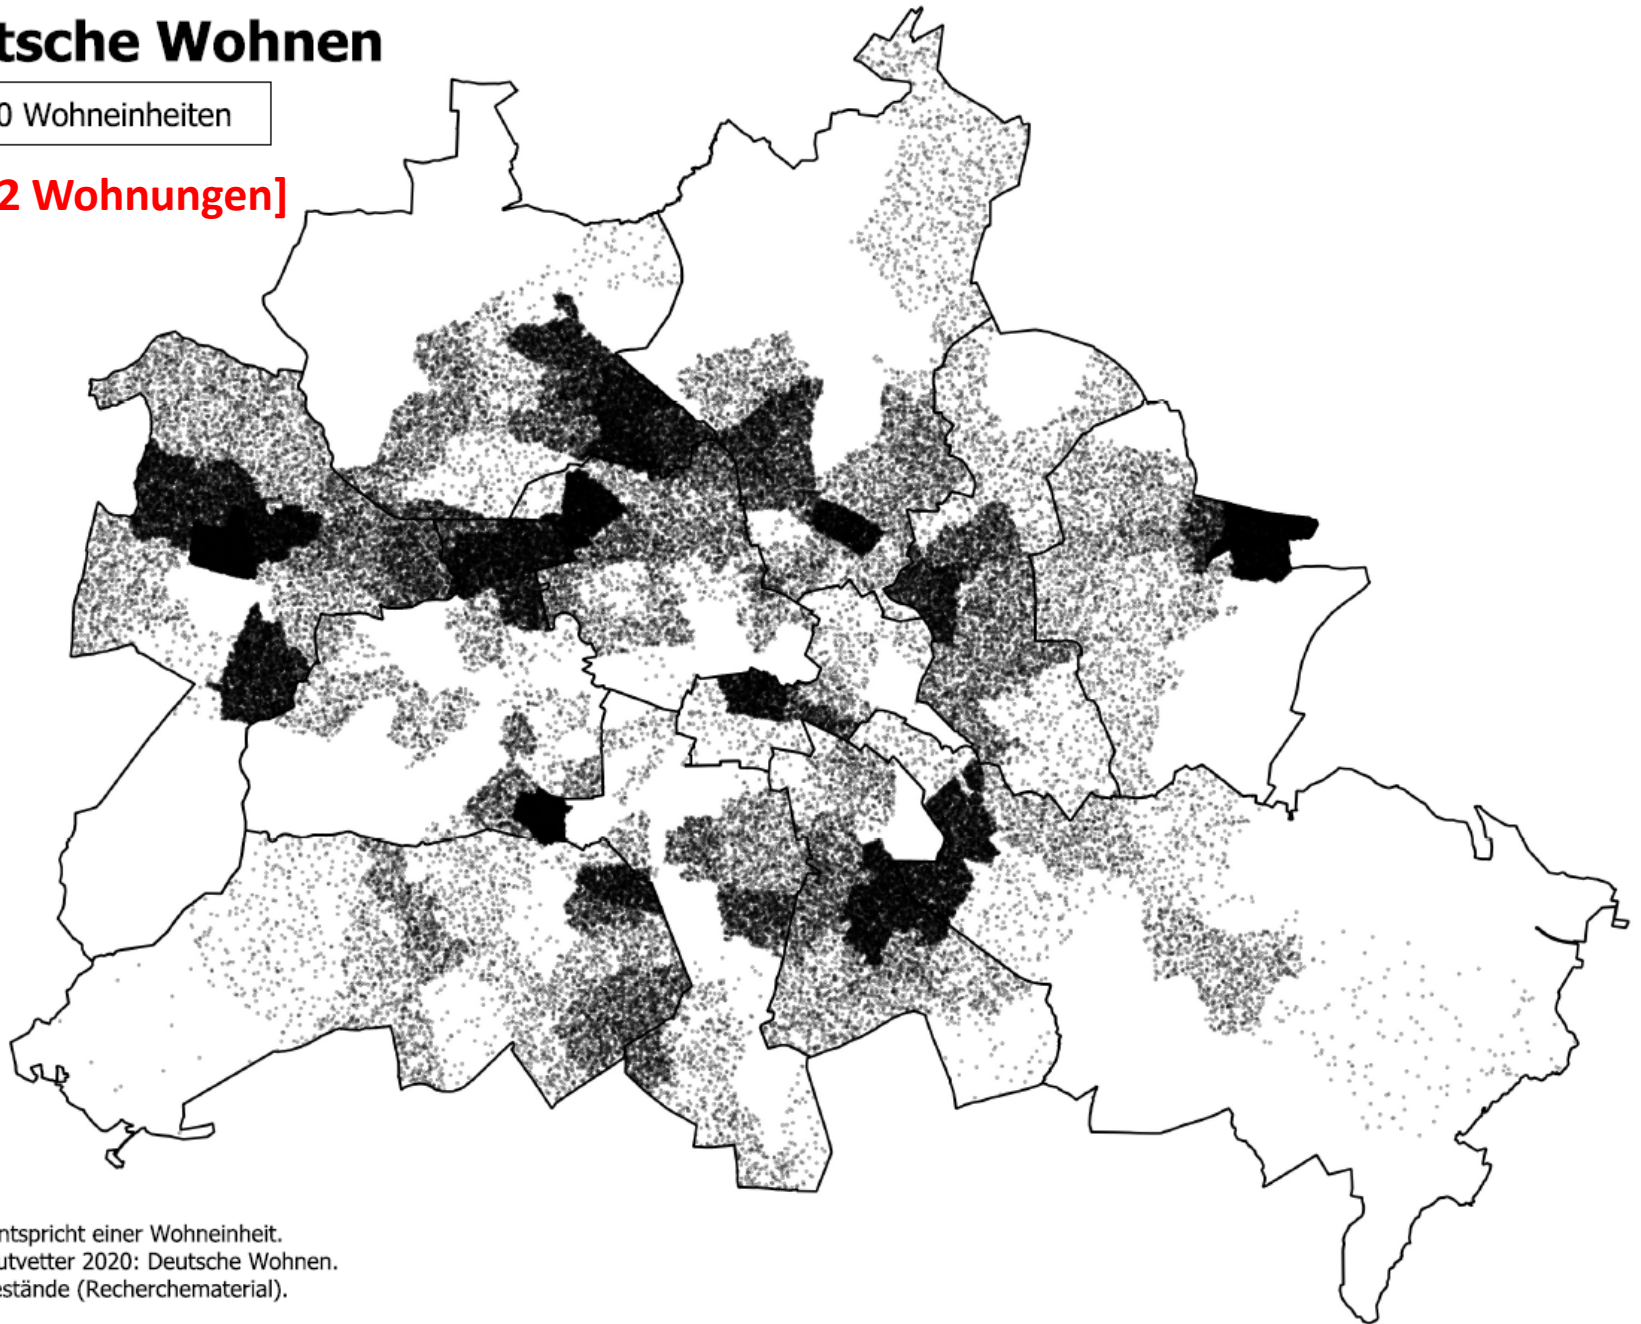 tsche Wohnen
0 Wohneinheiten
2 Wohnungen]
ntspricht einer Wohneinheit.
utvetter 2020: Deutsche Wohnen.
estände (Recherchematerial).